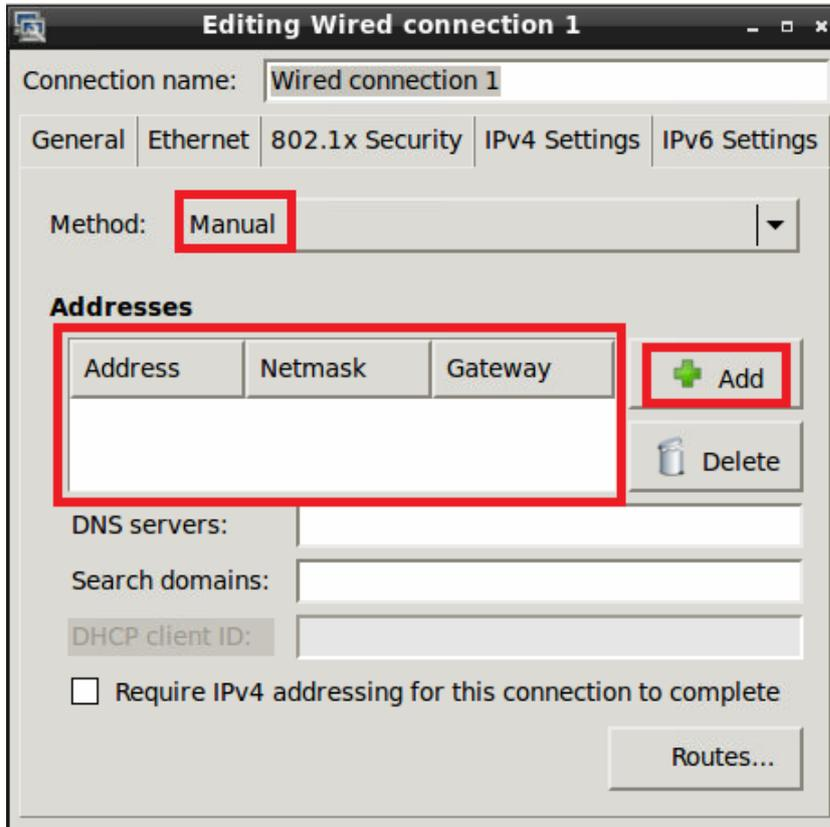 Editing Wired connection 1
Connection name: Wired connection 1
General Ethernet 802.1x Security IPv4 Settings IPv6 Settings
Method: Manual
Addresses
Address Netmask Gateway Add
Delete
DNS servers:
Search domains:
DHCP client ID:
Require IPv4 addressing for this connection to complete
Routes...